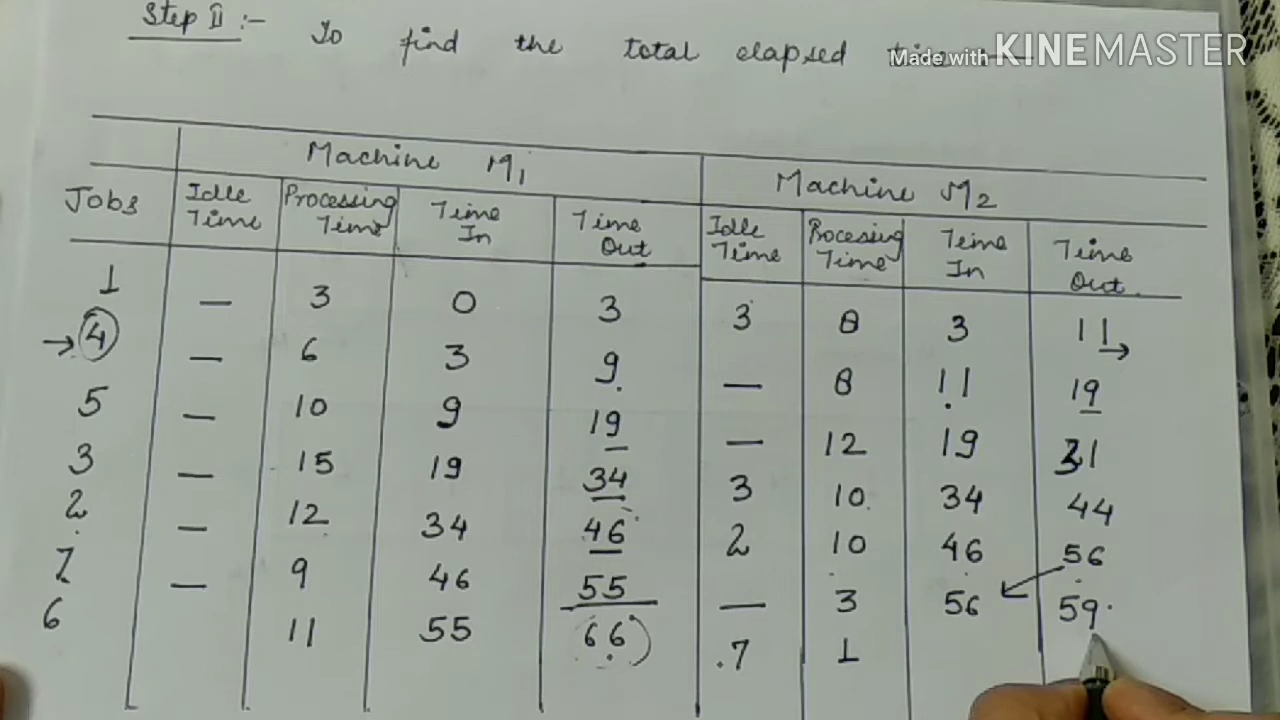 Step II :-
To find the total elapsed time :-
Made with KINEMASTER
Machine M1 Machine M2
Jobs Idle Time Processing Time Time In Time Out Idle Time Procesing Time Time In Time Out
1 — 3 0 3 3 8 3 11
→ 4 — 6 3 9 — 8 11 19
5 — 10 9 19 — 12 19 31
3 — 15 19 34 3 10 34 44
2 — 12 34 46 2 10 46 56
7 — 9 46 55 — 3 56 59
6 11 55 66 7 1